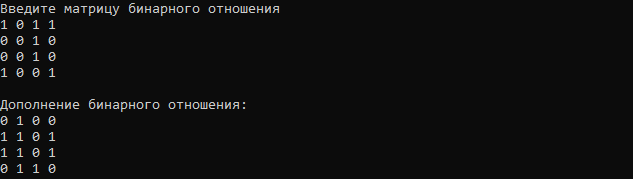 Введите матрицу бинарного отношения
1 0 1 1
0 0 1 0
0 0 1 0
1 0 0 1
Дополнение бинарного отношения:
0 1 0 0
1 1 0 1
1 1 0 1
0 1 1 0